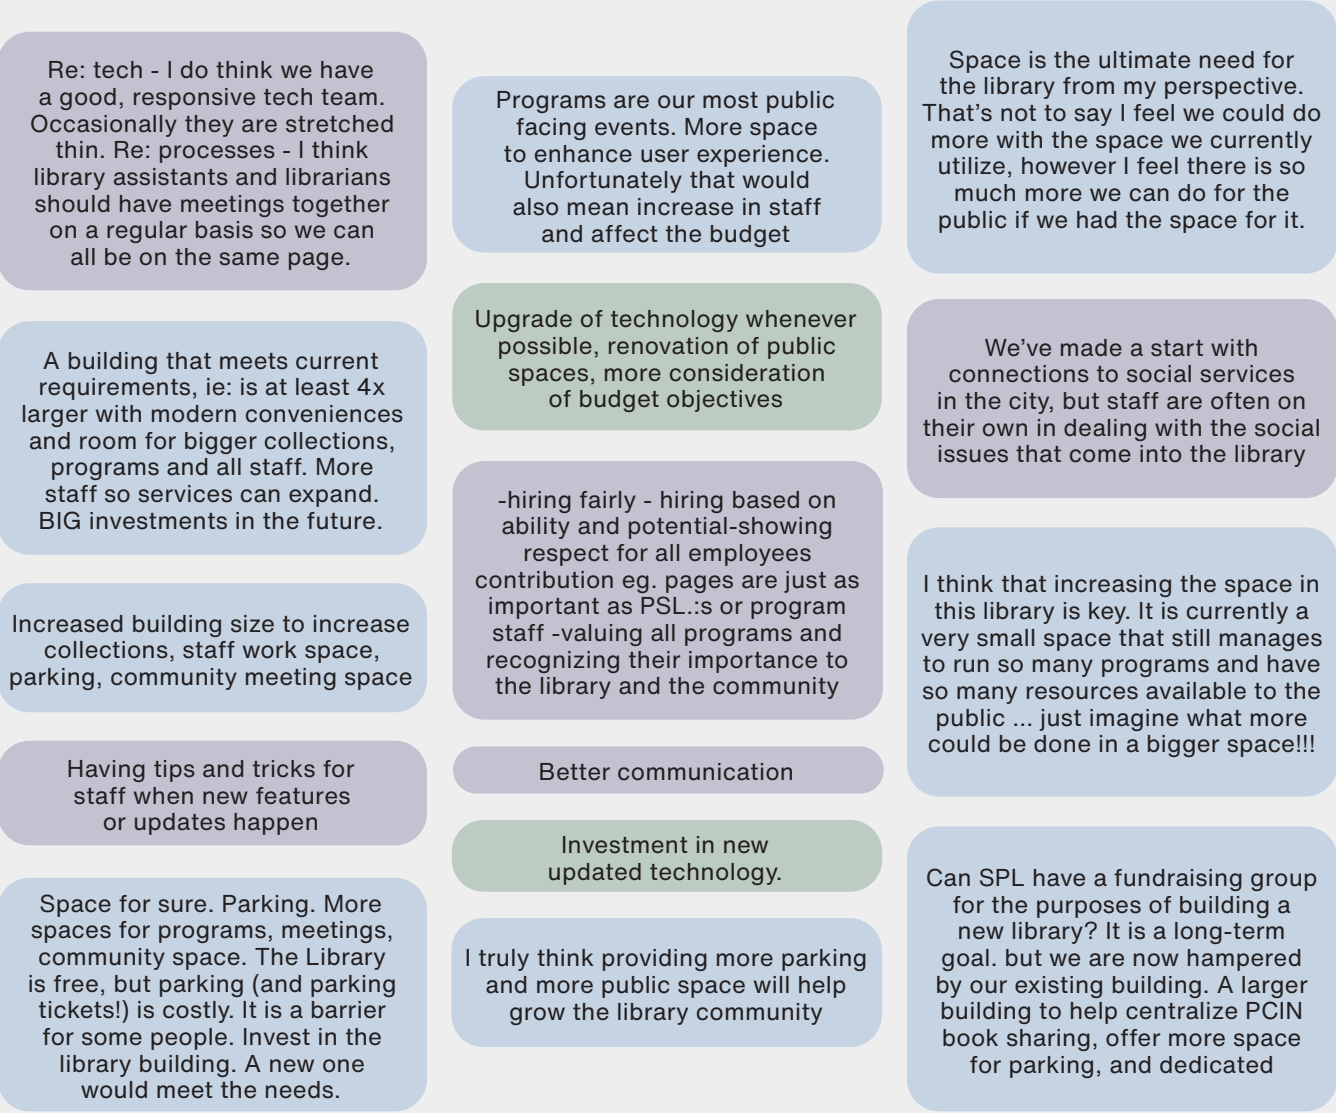 Re: tech - I do think we have
a good, responsive tech team.
Occasionally they are stretched
thin. Re: processes - I think
library assistants and librarians
should have meetings together
on a regular basis so we can
all be on the same page.
A building that meets current
requirements, ie: is at least 4x
larger with modern conveniences
and room for bigger collections,
programs and all staff. More
staff so services can expand.
BIG investments in the future.
Increased building size to increase
collections, staff work space,
parking, community meeting space
Having tips and tricks for
staff when new features
or updates happen
Space for sure. Parking. More
spaces for programs, meetings,
community space. The Library
is free, but parking (and parking
tickets!) is costly. It is a barrier
for some people. Invest in the
library building. A new one
would meet the needs.
Programs are our most public
facing events. More space
to enhance user experience.
Unfortunately that would
also mean increase in staff
and affect the budget
Upgrade of technology whenever
possible, renovation of public
spaces, more consideration
of budget objectives
-hiring fairly - hiring based on
ability and potential-showing
respect for all employees
contribution eg. pages are just as
important as PSL.:s or program
staff -valuing all programs and
recognizing their importance to
the library and the community
Better communication
Investment in new
updated technology.
I truly think providing more parking
and more public space will help
grow the library community
Space is the ultimate need for
the library from my perspective.
That's not to say I feel we could do
more with the space we currently
utilize, however I feel there is so
much more we can do for the
public if we had the space for it.
We've made a start with
connections to social services
in the city, but staff are often on
their own in dealing with the social
issues that come into the library
I think that increasing the space in
this library is key. It is currently a
very small space that still manages
to run so many programs and have
so many resources available to the
public ... just imagine what more
could be done in a bigger space!!!
Can SPL have a fundraising group
for the purposes of building a
new library? It is a long-term
goal. but we are now hampered
by our existing building. A larger
building to help centralize PCIN
book sharing, offer more space
for parking, and dedicated